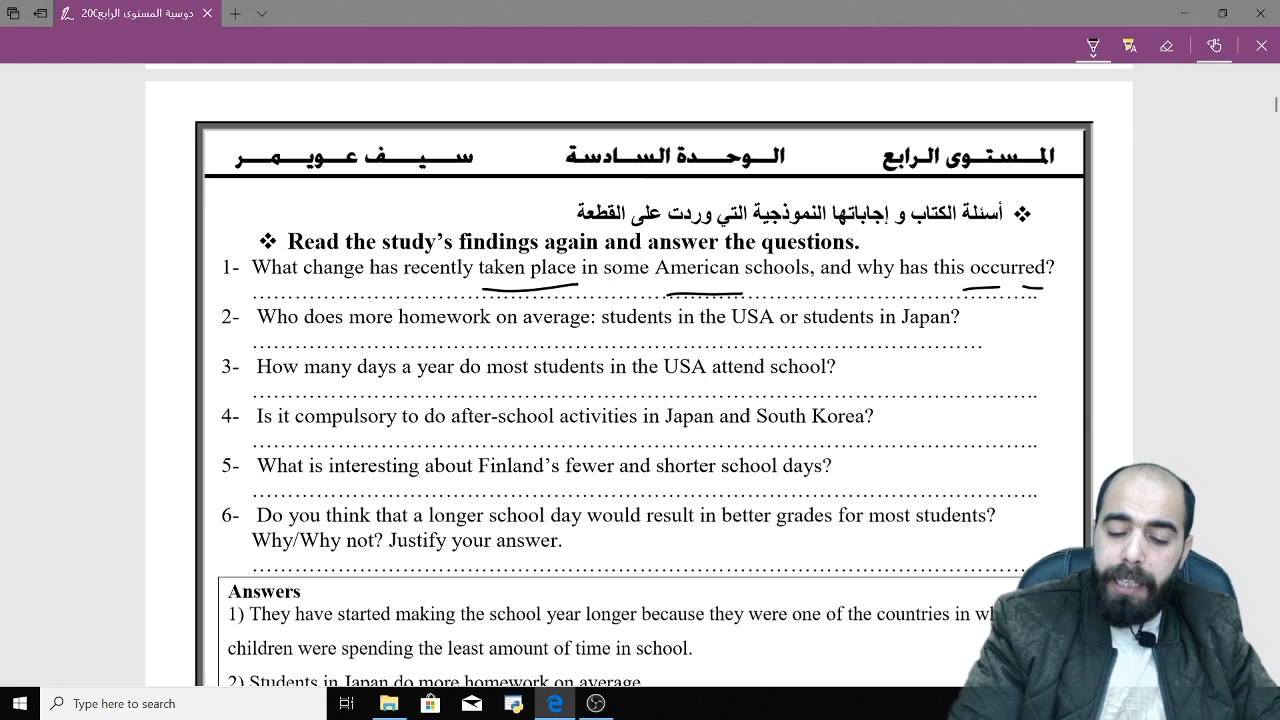 دوسية المستوى الرابع200
المستوى الرابع الوحدة السادسة سيف عويمر
❖ أسئلة الكتاب و إجاباتها النموذجية التي وردت على القطعة
❖ Read the study’s findings again and answer the questions.
1- What change has recently taken place in some American schools, and why has this occurred?
2- Who does more homework on average: students in the USA or students in Japan?
3- How many days a year do most students in the USA attend school?
4- Is it compulsory to do after-school activities in Japan and South Korea?
5- What is interesting about Finland’s fewer and shorter school days?
6- Do you think that a longer school day would result in better grades for most students?
Why/Why not? Justify your answer.
Answers
1) They have started making the school year longer because they were one of the countries in
children were spending the least amount of time in school.
2) Students in Japan do more homework on average
Type here to search